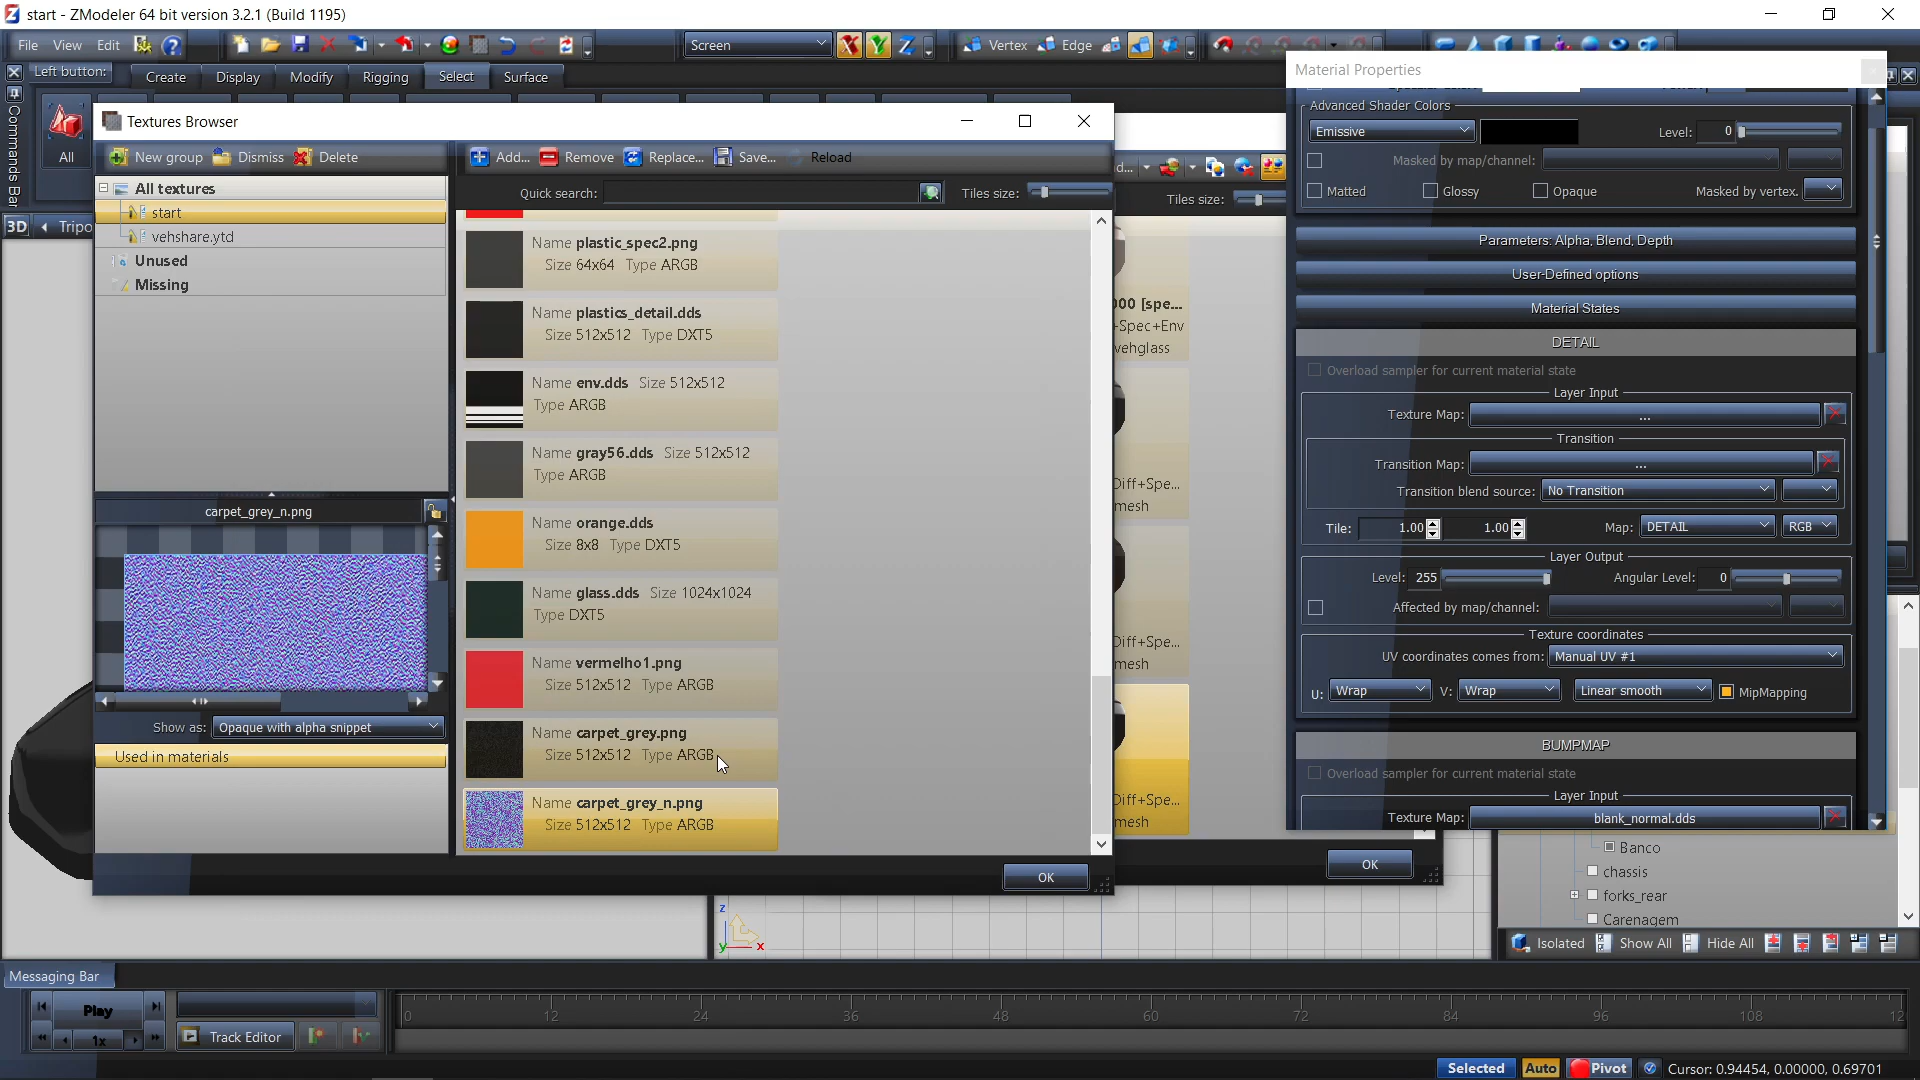 start - ZModeler 64 bit version 3.2.1 (Build 1195)
File View Edit
Screen
X Y Z
Vertex Edge
Left button:
Create Display Modify Rigging Select Surface
Commands Bar
All
3D
Textures Browser
New group Dismiss Delete
Add... Remove Replace... Save... Reload
Quick search:
Tiles size:
All textures
start
vehshare.ytd
Unused
Missing
carpet_grey_n.png
Show as: Opaque with alpha snippet
Used in materials
Name plastic_spec2.png
Size 64x64 Type ARGB
Name plastics_detail.dds
Size 512x512 Type DXT5
Name env.dds Size 512x512
Type ARGB
Name gray56.dds Size 512x512
Type ARGB
Name orange.dds
Size 8x8 Type DXT5
Name glass.dds Size 1024x1024
Type DXT5
Name vermelho1.png
Size 512x512 Type ARGB
Name carpet_grey.png
Size 512x512 Type ARGB
Name carpet_grey_n.png
Size 512x512 Type ARGB
OK
Tiles size:
000 [spe...
+Spec+Env
vehglass
Diff+Spe...
mesh
Diff+Spe...
mesh
Diff+Spe...
mesh
OK
Material Properties
Advanced Shader Colors
Emissive
Level: 0
Masked by map/channel:
Matted Glossy Opaque Masked by vertex.
Parameters: Alpha, Blend, Depth
User-Defined options
Material States
DETAIL
Overload sampler for current material state
Layer Input
Texture Map: ...
Transition
Transition Map: ...
Transition blend source: No Transition
Tile: 1.00 1.00 Map: DETAIL RGB
Layer Output
Level: 255 Angular Level: 0
Affected by map/channel:
Texture coordinates
UV coordinates comes from: Manual UV #1
U: Wrap V: Wrap Linear smooth MipMapping
BUMPMAP
Overload sampler for current material state
Layer Input
Texture Map: blank_normal.dds
Banco
chassis
forks_rear
Carenagem
Isolated Show All Hide All
z
y x
Messaging Bar
Play
1x
Track Editor
0 12 24 36 48 60 72 84 96 108 12
Selected Auto Pivot Cursor: 0.94454, 0.00000, 0.69701